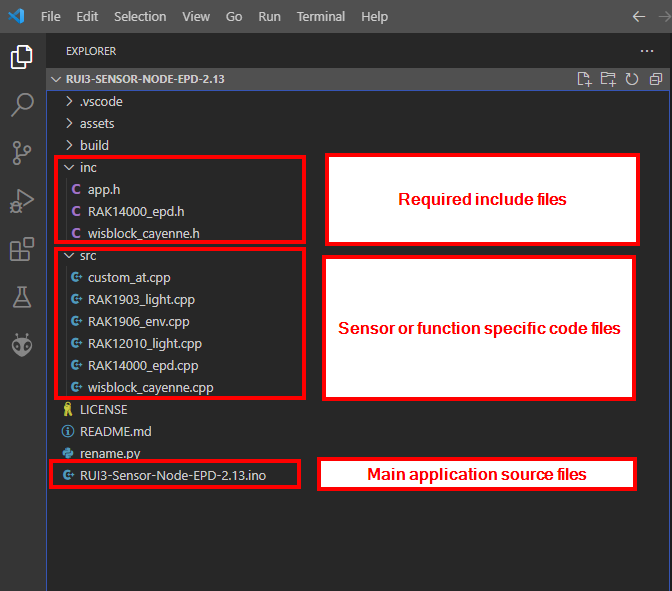 File Edit Selection View Go Run Terminal Help
EXPLORER
RUI3-SENSOR-NODE-EPD-2.13
.vscode
assets
build
inc
app.h
RAK14000_epd.h
wisblock_cayenne.h
Required include files
src
custom_at.cpp
RAK1903_light.cpp
RAK1906_env.cpp
RAK12010_light.cpp
RAK14000_epd.cpp
wisblock_cayenne.cpp
Sensor or function specific code files
LICENSE
README.md
rename.py
RUI3-Sensor-Node-EPD-2.13.ino
Main application source files